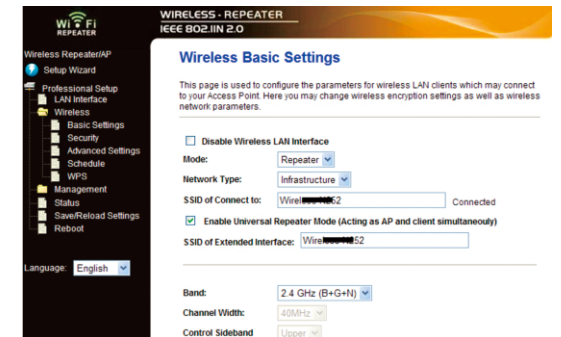 Wi Fi
REPEATER
WIRELESS - REPEATER
IEEE 802.11N 2.0
Wireless Repeater/AP
Setup Wizard
Professional Setup
LAN Interface
Wireless
Basic Settings
Security
Advanced Settings
Schedule
WPS
Management
Status
Save/Reload Settings
Reboot
Language: English
Wireless Basic Settings
This page is used to configure the parameters for wireless LAN clients which may connect
to your Access Point. Here you may change wireless encryption settings as well as wireless
network parameters.
Disable Wireless LAN Interface
Mode: Repeater
Network Type: Infrastructure
SSID of Connect to: Connected
Enable Universal Repeater Mode (Acting as AP and client simultaneouly)
SSID of Extended Interface:
Band: 2.4 GHz (B+G+N)
Channel Width: 40MHz
Control Sideband Upper